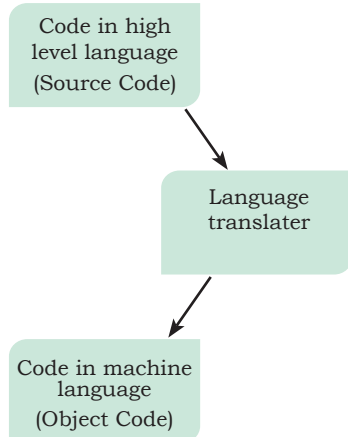 Code in high
level language
(Source Code)
Language
translater
Code in machine
language
(Object Code)